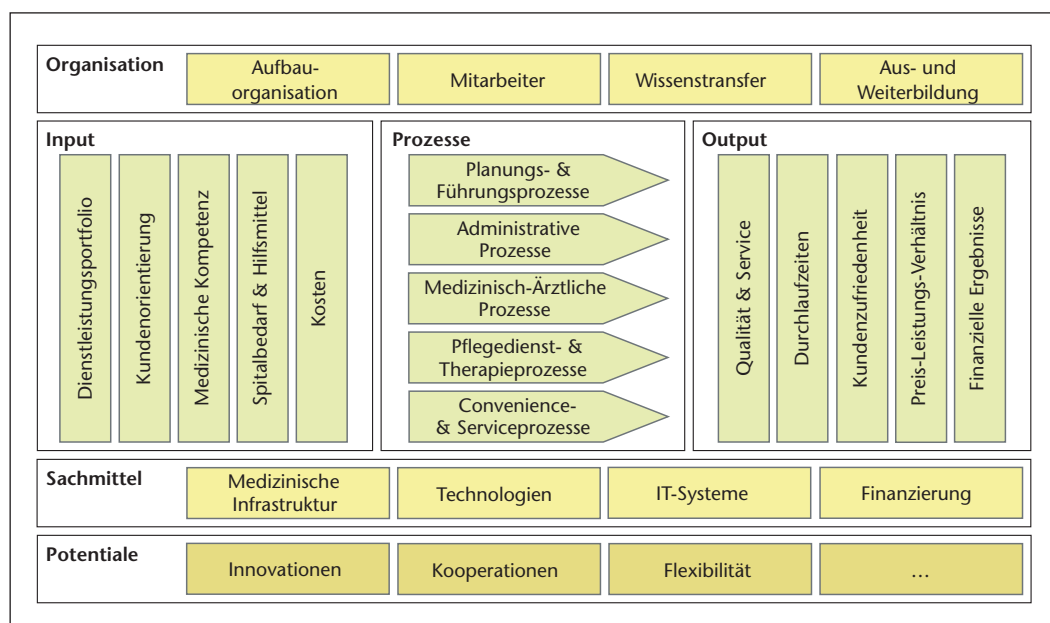 Organisation
Aufbau-
organisation
Mitarbeiter
Wissenstransfer
Aus- und
Weiterbildung
Input
Dienstleistungsportfolio
Kundenorientierung
Medizinische Kompetenz
Spitalbedarf & Hilfsmittel
Kosten
Prozesse
Planungs- &
Führungsprozesse
Administrative
Prozesse
Medizinisch-Ärztliche
Prozesse
Pflegedienst- &
Therapieprozesse
Convenience-
& Serviceprozesse
Output
Qualität & Service
Durchlaufzeiten
Kundenzufriedenheit
Preis-Leistungs-Verhältnis
Finanzielle Ergebnisse
Sachmittel
Medizinische
Infrastruktur
Technologien
IT-Systeme
Finanzierung
Potentiale
Innovationen
Kooperationen
Flexibilität
…